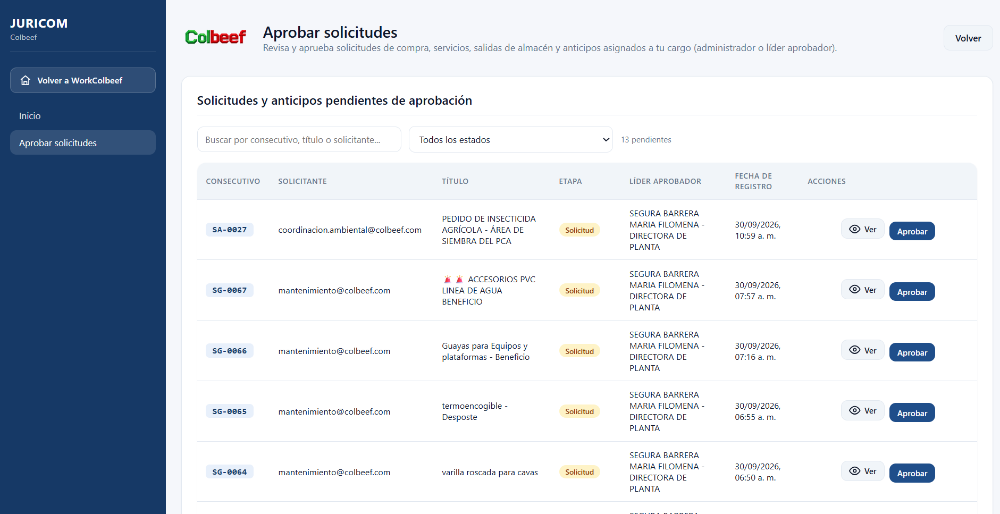 JURICOM
Colbeef
Volver a WorkColbeef
Inicio
Aprobar solicitudes
Colbeef
Aprobar solicitudes
Revisa y aprueba solicitudes de compra, servicios, salidas de almacén y anticipos asignados a tu cargo (administrador o líder aprobador).
Volver
Solicitudes y anticipos pendientes de aprobación
Buscar por consecutivo, título o solicitante...
Todos los estados
13 pendientes
CONSECUTIVO
SOLICITANTE
TÍTULO
ETAPA
LÍDER APROBADOR
FECHA DE
REGISTRO
ACCIONES
SA-0027
coordinacion.ambiental@colbeef.com
PEDIDO DE INSECTICIDA
AGRÍCOLA - ÁREA DE
SIEMBRA DEL PCA
Solicitud
SEGURA BARRERA
MARIA FILOMENA -
DIRECTORA DE
PLANTA
30/09/2026,
10:59 a. m.
Ver
Aprobar
SG-0067
mantenimiento@colbeef.com
🚨 🚨 ACCESORIOS PVC
LINEA DE AGUA
BENEFICIO
Solicitud
SEGURA BARRERA
MARIA FILOMENA -
DIRECTORA DE
PLANTA
30/09/2026,
07:57 a. m.
Ver
Aprobar
SG-0066
mantenimiento@colbeef.com
Guayas para Equipos y
plataformas - Beneficio
Solicitud
SEGURA BARRERA
MARIA FILOMENA -
DIRECTORA DE
PLANTA
30/09/2026,
07:16 a. m.
Ver
Aprobar
SG-0065
mantenimiento@colbeef.com
termoencogible -
Desposte
Solicitud
SEGURA BARRERA
MARIA FILOMENA -
DIRECTORA DE
PLANTA
30/09/2026,
06:55 a. m.
Ver
Aprobar
SG-0064
mantenimiento@colbeef.com
varilla roscada para cavas
Solicitud
SEGURA BARRERA
MARIA FILOMENA -
DIRECTORA DE
PLANTA
30/09/2026,
06:50 a. m.
Ver
Aprobar